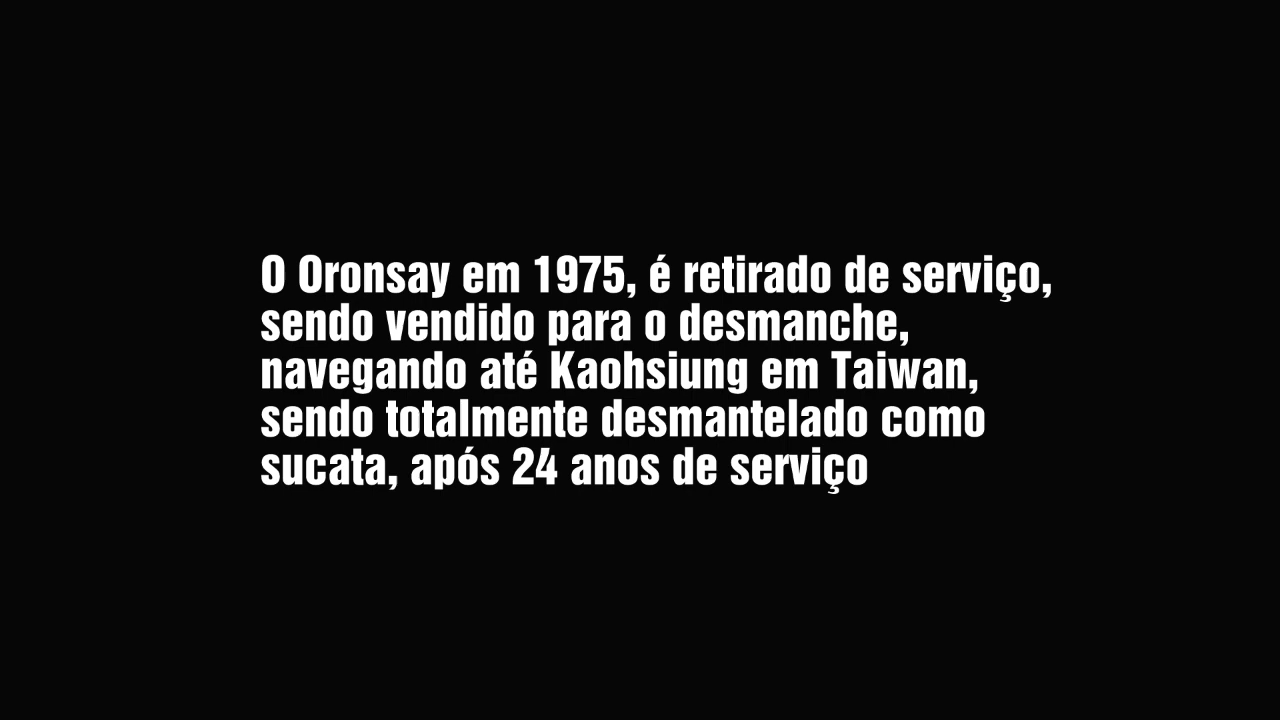 O Oronsay em 1975, é retirado de serviço,
sendo vendido para o desmanche,
navegando até Kaohsiung em Taiwan,
sendo totalmente desmantelado como
sucata, após 24 anos de serviço